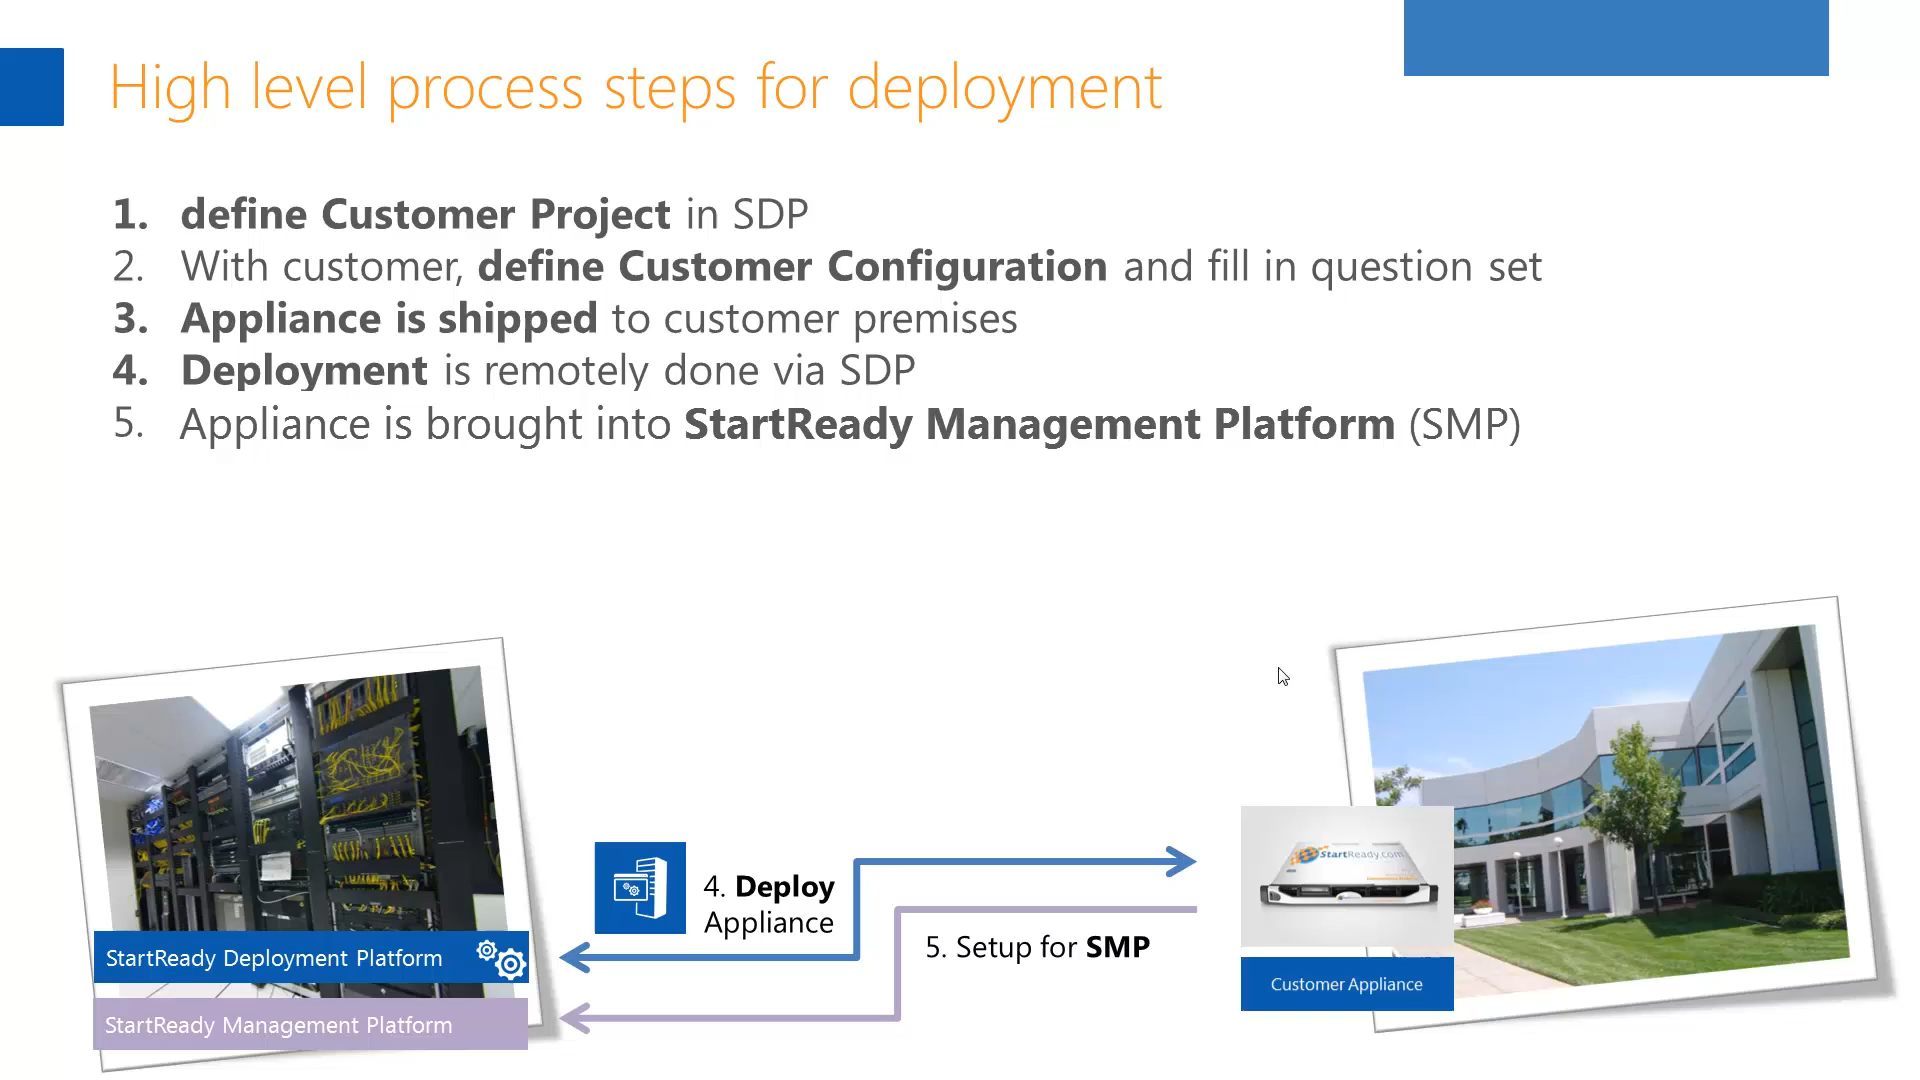 High level process steps for deployment
1. define Customer Project in SDP
2. With customer, define Customer Configuration and fill in question set
3. Appliance is shipped to customer premises
4. Deployment is remotely done via SDP
5. Appliance is brought into StartReady Management Platform (SMP)
4. Deploy
Appliance
5. Setup for SMP
StartReady Deployment Platform
StartReady Management Platform
StartReady.com
Customer Appliance